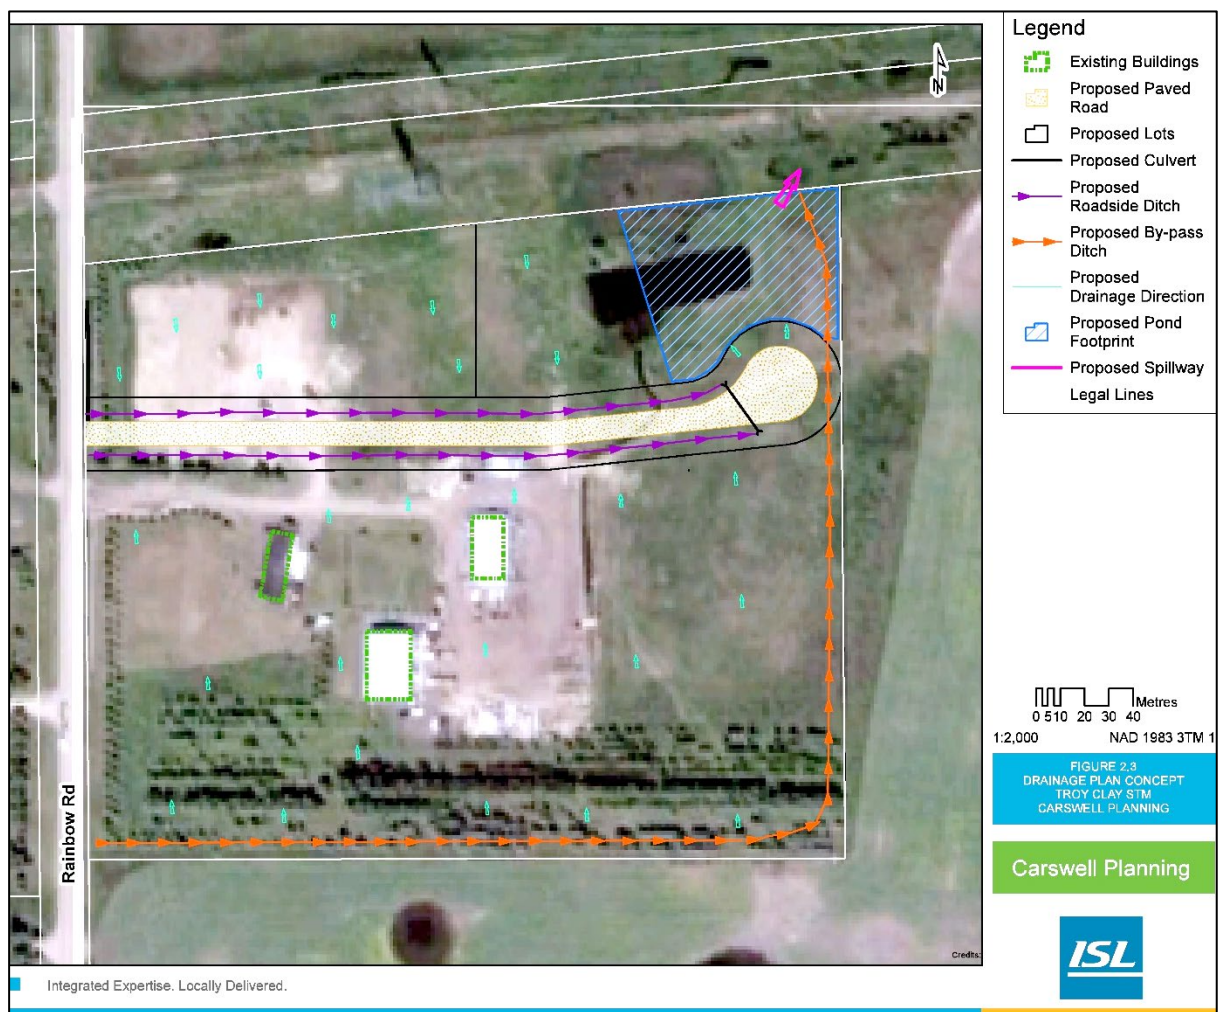 Legend
Existing Buildings
Proposed Paved
Road
Proposed Lots
Proposed Culvert
Proposed
Roadside Ditch
Proposed By-pass
Ditch
Proposed
Drainage Direction
Proposed Pond
Footprint
Proposed Spillway
Legal Lines
N
Rainbow Rd
Metres
0 5 10 20 30 40
1:2,000 NAD 1983 3TM 1
FIGURE 2.3
DRAINAGE PLAN CONCEPT
TROY CLAY STM
CARSWELL PLANNING
Carswell Planning
ISL
Credits:
Integrated Expertise. Locally Delivered.